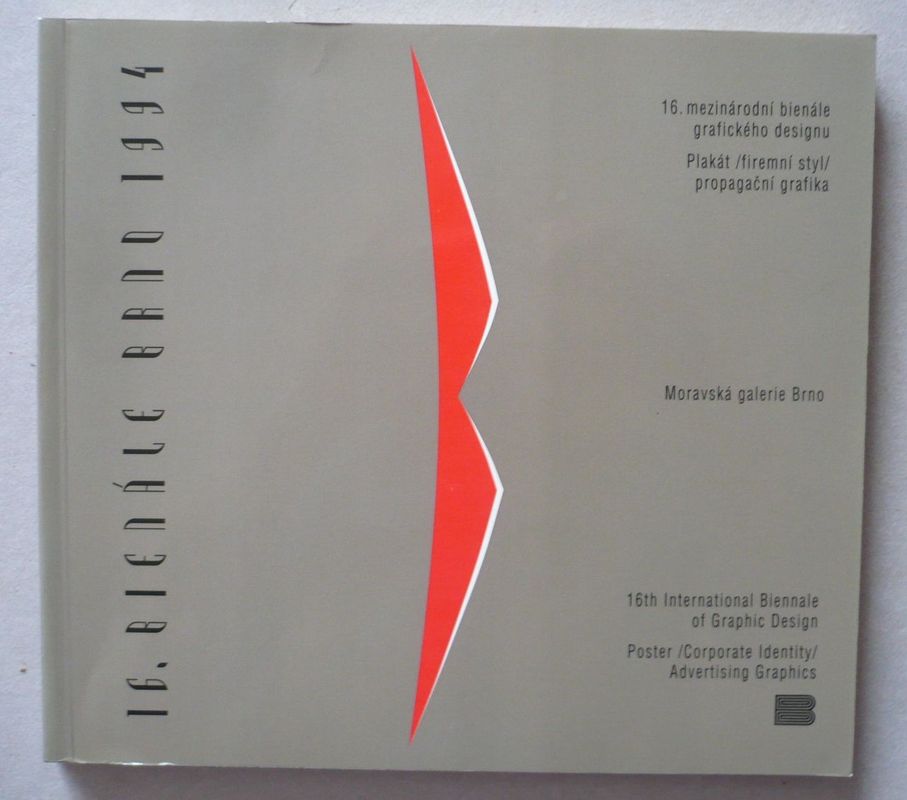 16. BIENÁLE BRNO 1994
16. mezinárodní bienále
grafického designu
Plakát /firemní styl/
propagační grafika
Moravská galerie Brno
16th International Biennale
of Graphic Design
Poster /Corporate Identity/
Advertising Graphics
B